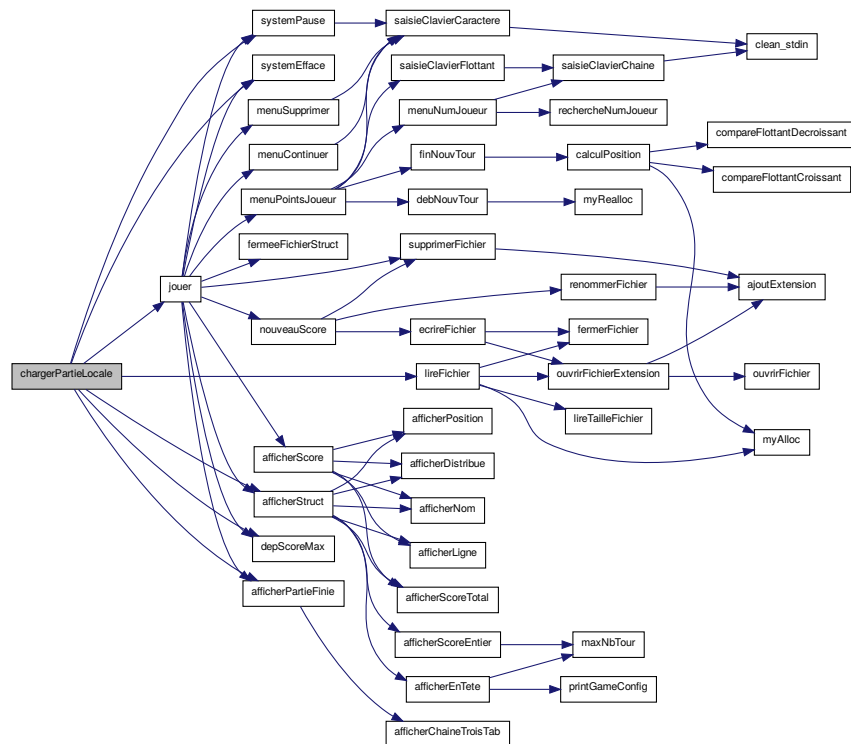 systemPause
saisieClavierCaractere
clean_stdin
systemEfface
saisieClavierFlottant
saisieClavierChaine
menuSupprimer
menuNumJoueur
rechercheNumJoueur
compareFlottantDecroissant
menuContinuer
finNouvTour
calculPosition
compareFlottantCroissant
menuPointsJoueur
debNouvTour
myRealloc
fermeeFichierStruct
supprimerFichier
jouer
renommerFichier
ajoutExtension
nouveauScore
ecrireFichier
fermerFichier
chargerPartieLocale
lireFichier
ouvrirFichierExtension
ouvrirFichier
afficherPosition
lireTailleFichier
myAlloc
afficherScore
afficherDistribue
afficherStruct
afficherNom
depScoreMax
afficherLigne
afficherPartieFinie
afficherScoreTotal
afficherScoreEntier
maxNbTour
afficherEnTete
printGameConfig
afficherChaineTroisTab